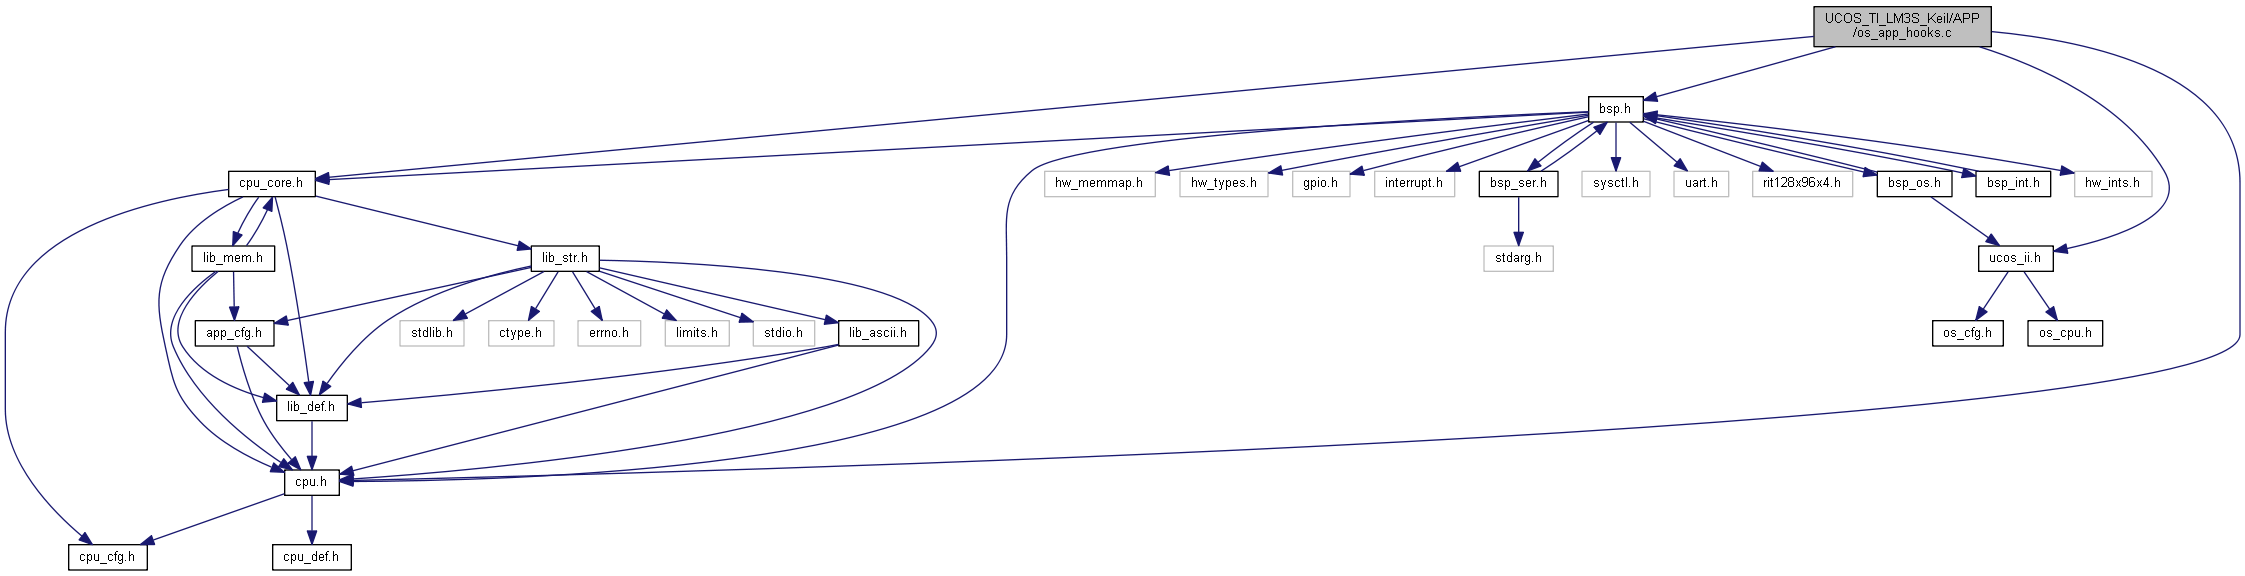 UCOS_TI_LM3S_Keil/APP
/os_app_hooks.c
bsp.h
cpu_core.h
hw_memmap.h
hw_types.h
gpio.h
interrupt.h
bsp_ser.h
sysctl.h
uart.h
rit128x96x4.h
bsp_os.h
bsp_int.h
hw_ints.h
lib_mem.h
lib_str.h
stdarg.h
ucos_ii.h
app_cfg.h
stdlib.h
ctype.h
errno.h
limits.h
stdio.h
lib_ascii.h
os_cfg.h
os_cpu.h
lib_def.h
cpu.h
cpu_cfg.h
cpu_def.h